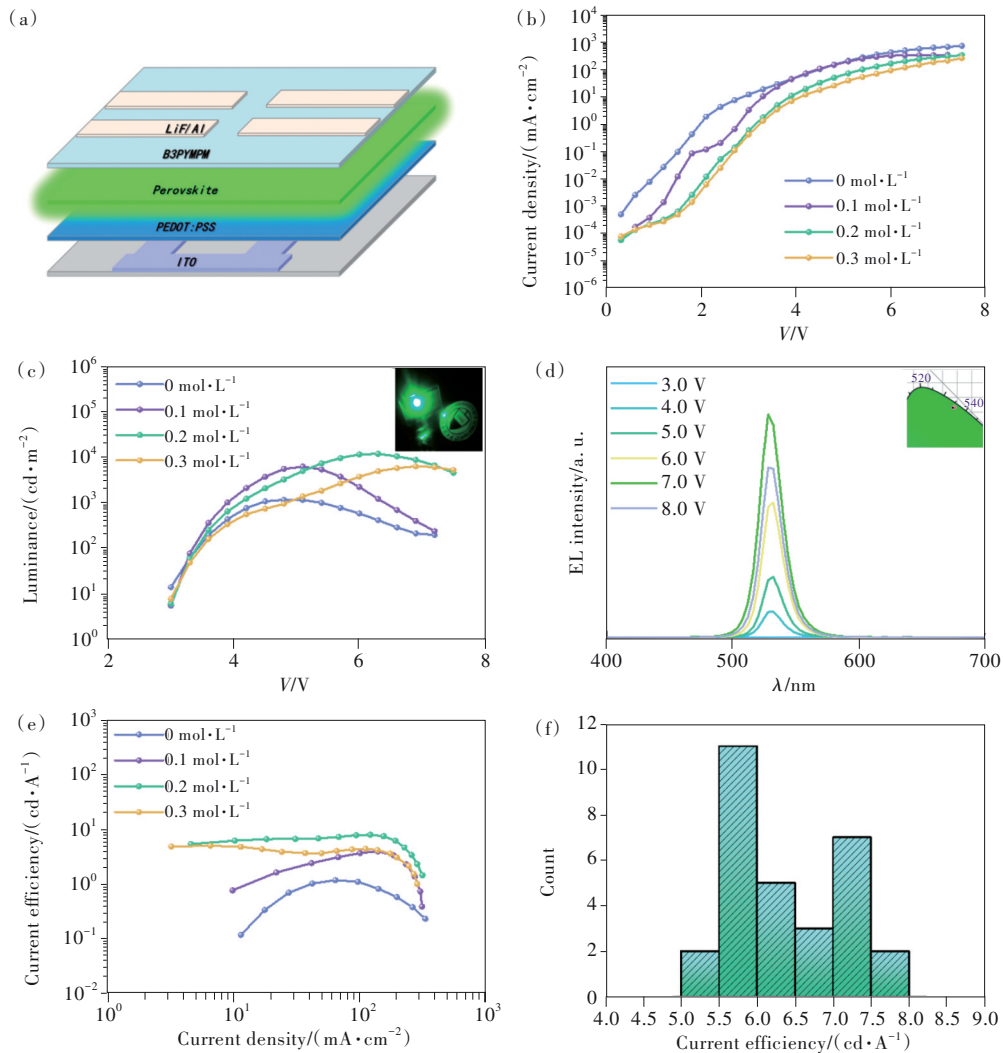 (a)
LiF/Al
B3PYMPM
Perovskite
PEDOT:PSS
ITO
(b)
10⁴
10³
10²
10¹
10⁰
10⁻¹
10⁻²
10⁻³
10⁻⁴
10⁻⁵
10⁻⁶
Current density/(mA·cm⁻²)
0 mol·L⁻¹
0.1 mol·L⁻¹
0.2 mol·L⁻¹
0.3 mol·L⁻¹
0 2 4 6 8
V/V
(c)
10⁶
10⁵
10⁴
10³
10²
10¹
10⁰
Luminance/(cd·m⁻²)
0 mol·L⁻¹
0.1 mol·L⁻¹
0.2 mol·L⁻¹
0.3 mol·L⁻¹
2 4 6 8
V/V
(d)
EL intensity/a. u.
3.0 V
4.0 V
5.0 V
6.0 V
7.0 V
8.0 V
520
540
400 500 600 700
λ/nm
(e)
10³
10²
10¹
10⁰
10⁻¹
10⁻²
Current efficiency/(cd·A⁻¹)
0 mol·L⁻¹
0.1 mol·L⁻¹
0.2 mol·L⁻¹
0.3 mol·L⁻¹
10⁰ 10¹ 10² 10³
Current density/(mA·cm⁻²)
(f)
12
10
8
6
4
2
0
Count
4.0 4.5 5.0 5.5 6.0 6.5 7.0 7.5 8.0 9.0
Current efficiency/(cd·A⁻¹)